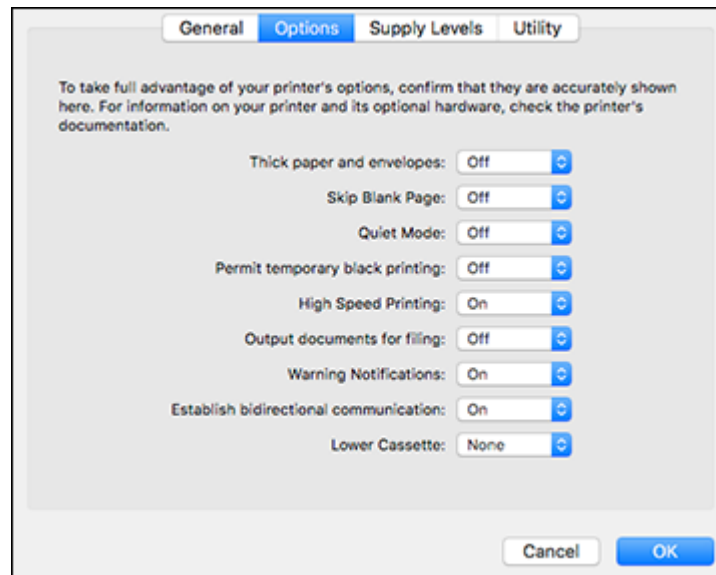 General Options Supply Levels Utility
To take full advantage of your printer's options, confirm that they are accurately shown
here. For information on your printer and its optional hardware, check the printer's
documentation.
Thick paper and envelopes: Off
Skip Blank Page: Off
Quiet Mode: Off
Permit temporary black printing: Off
High Speed Printing: On
Output documents for filing: Off
Warning Notifications: On
Establish bidirectional communication: On
Lower Cassette: None
Cancel OK